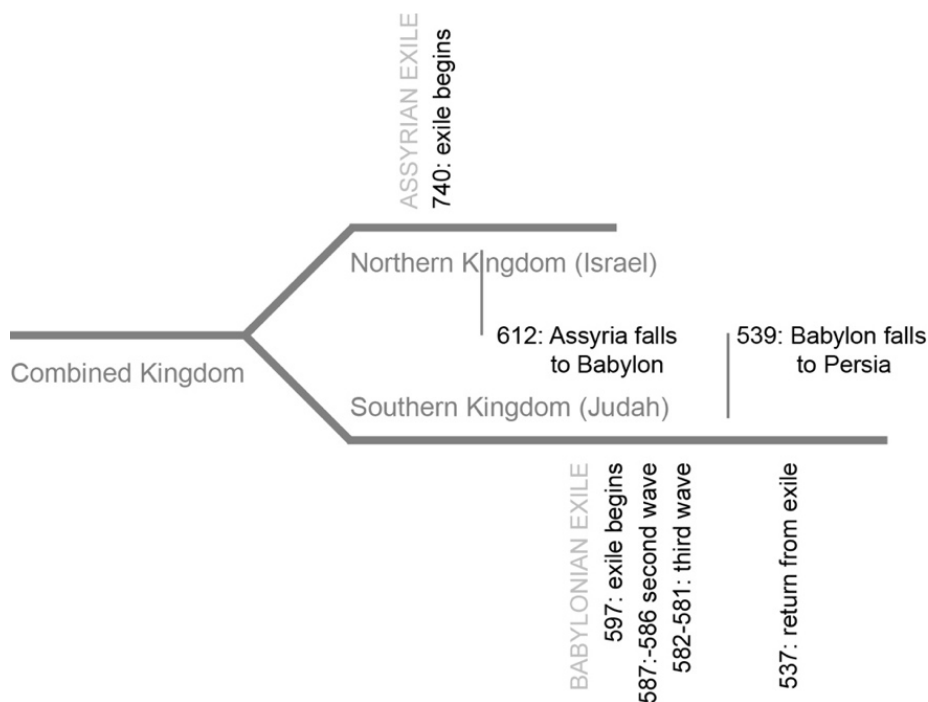 ASSYRIAN EXILE
740: exile begins
Northern Kingdom (Israel)
612: Assyria falls
to Babylon
539: Babylon falls
to Persia
Combined Kingdom
Southern Kingdom (Judah)
BABYLONIAN EXILE
597: exile begins
587:-586 second wave
582-581: third wave
537: return from exile